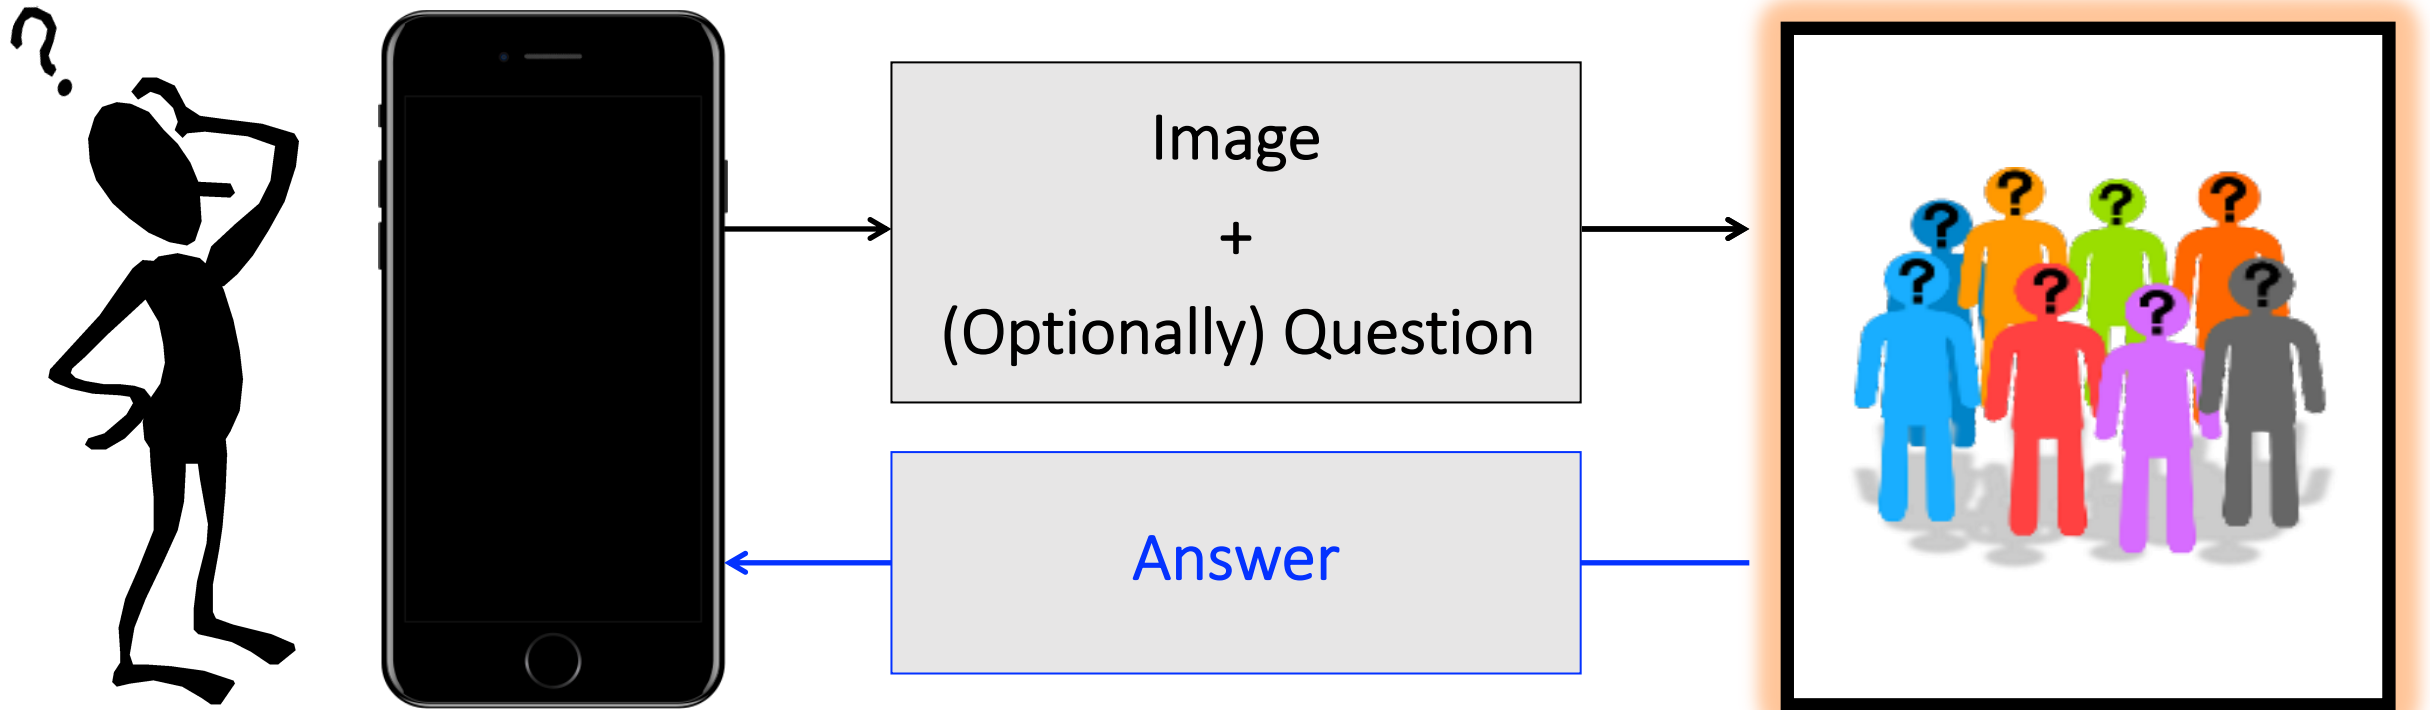 ?
Image
+
(Optionally) Question
Answer
? ? ? ?
? ? ? ?